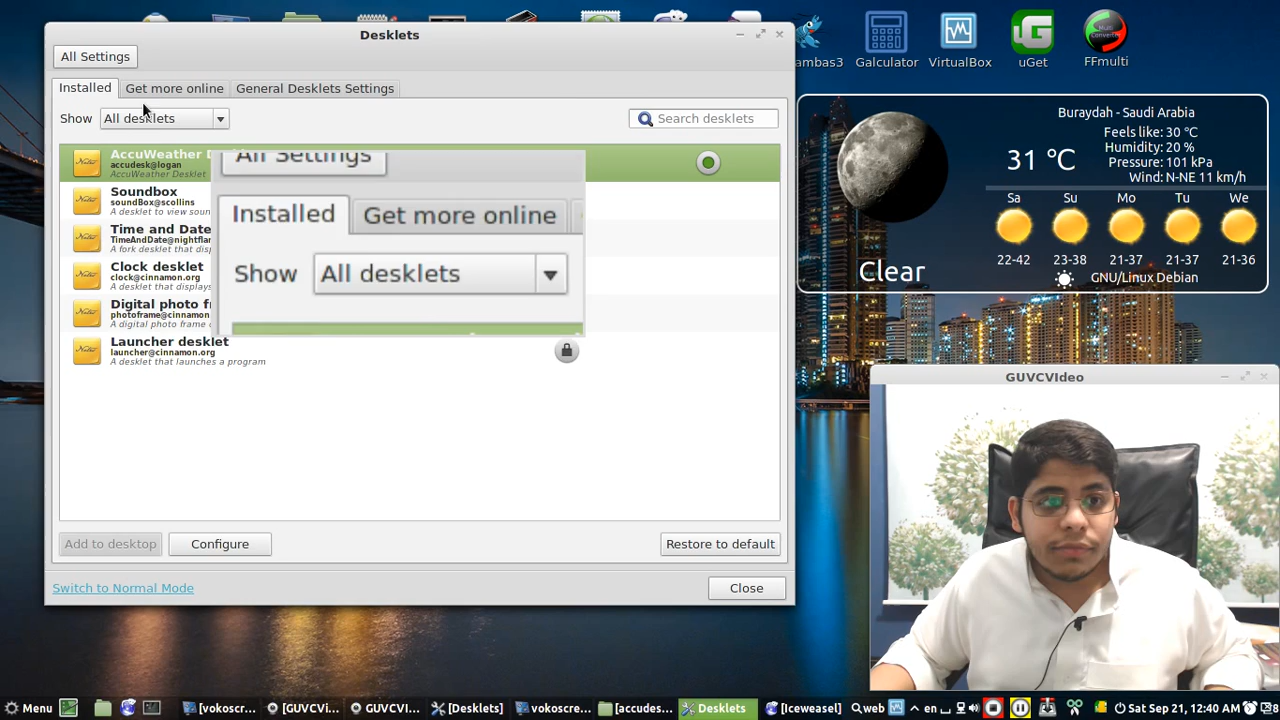 Desklets
All Settings
Installed
Get more online
General Desklets Settings
Show
All desklets
Search desklets
AccuWeather D
accudesk@logan
AccuWeather Desklet
Soundbox
soundBox@scollins
A desklet to view soun
Time and Date
TimeAndDate@nightfla
A fork desklet that dis
Clock desklet
clock@cinnamon.org
A desklet that displays
Digital photo f
photoframe@cinnamon.
A digital photo frame
Launcher desklet
launcher@cinnamon.org
A desklet that launches a program
All Settings
Installed
Get more online
Show
All desklets
Add to desktop
Configure
Restore to default
Switch to Normal Mode
Close
ambas3
Galculator
VirtualBox
uGet
FFmulti
Buraydah - Saudi Arabia
31 °C
Feels like: 30 °C
Humidity: 20 %
Pressure: 101 kPa
Wind: N-NE 11 km/h
Sa Su Mo Tu We
22-42 23-38 21-37 21-37 21-36
Clear
GNU/Linux Debian
GUVCVIdeo
Menu
[vokoscre...
[GUVCVi...
GUVCVI...
[Desklets]
vokoscre...
[accudes...
Desklets
[Iceweasel]
web
en
Sat Sep 21, 12:40 AM